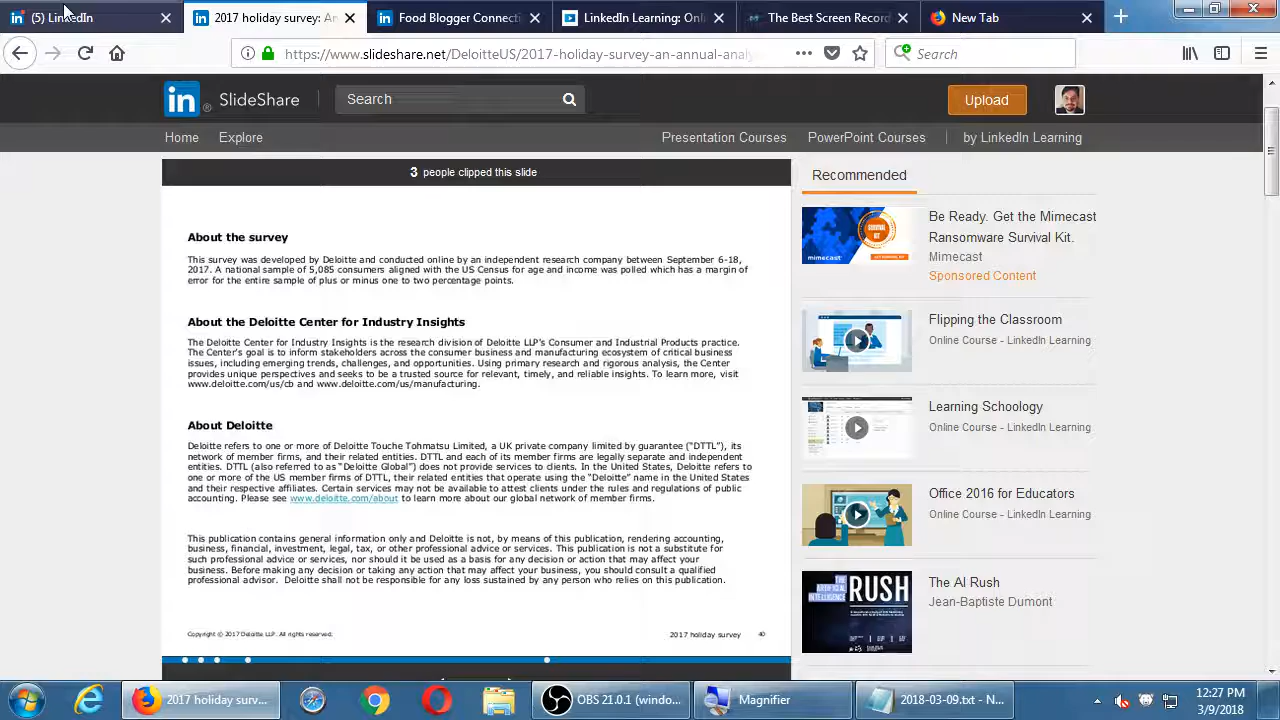 (5) LinkedIn
2017 holiday survey: An
Food Blogger Connecti
LinkedIn Learning: Onl
The Best Screen Record
New Tab
https://www.slideshare.net/DeloitteUS/2017-holiday-survey-an-annual-analy
Search
in SlideShare
Search
Upload
Home Explore
Presentation Courses PowerPoint Courses by LinkedIn Learning
3 people clipped this slide
About the survey
This survey was developed by Deloitte and conducted online by an independent research company between September 6-18,
2017. A national sample of 5,085 consumers aligned with the US Census for age and income was polled which has a margin of
error for the entire sample of plus or minus one to two percentage points.
About the Deloitte Center for Industry Insights
The Deloitte Center for Industry Insights is the research division of Deloitte LLP's Consumer and Industrial Products practice.
The Center's goal is to inform stakeholders across the consumer business and manufacturing ecosystem of critical business
issues, including emerging trends, challenges, and opportunities. Using primary research and rigorous analysis, the Center
provides unique perspectives and seeks to be a trusted source for relevant, timely, and reliable insights. To learn more, visit
www.deloitte.com/us/cb and www.deloitte.com/us/manufacturing.
About Deloitte
Deloitte refers to one or more of Deloitte Touche Tohmatsu Limited, a UK private company limited by guarantee (“DTTL”), its
network of member firms, and their related entities. DTTL and each of its member firms are legally separate and independent
entities. DTTL (also referred to as “Deloitte Global”) does not provide services to clients. In the United States, Deloitte refers to
one or more of the US member firms of DTTL, their related entities that operate using the “Deloitte” name in the United States
and their respective affiliates. Certain services may not be available to attest clients under the rules and regulations of public
accounting. Please see www.deloitte.com/about to learn more about our global network of member firms.
This publication contains general information only and Deloitte is not, by means of this publication, rendering accounting,
business, financial, investment, legal, tax, or other professional advice or services. This publication is not a substitute for
such professional advice or services, nor should it be used as a basis for any decision or action that may affect your
business. Before making any decision or taking any action that may affect your business, you should consult a qualified
professional advisor. Deloitte shall not be responsible for any loss sustained by any person who relies on this publication.
Copyright © 2017 Deloitte LLP. All rights reserved.
2017 holiday survey 40
Recommended
mimecast
Be Ready. Get the Mimecast
Ransomware Survival Kit.
Mimecast
Sponsored Content
Flipping the Classroom
Online Course - LinkedIn Learning
Learning Schoology
Online Course - LinkedIn Learning
Office 2016 for Educators
Online Course - LinkedIn Learning
THE
ARTIFICIAL
INTELLIGENCE
RUSH
The AI Rush
Jean-Baptiste Dumont
2017 holiday surv...
OBS 21.0.1 (windo...
Magnifier
2018-03-09.txt - N...
12:27 PM
3/9/2018